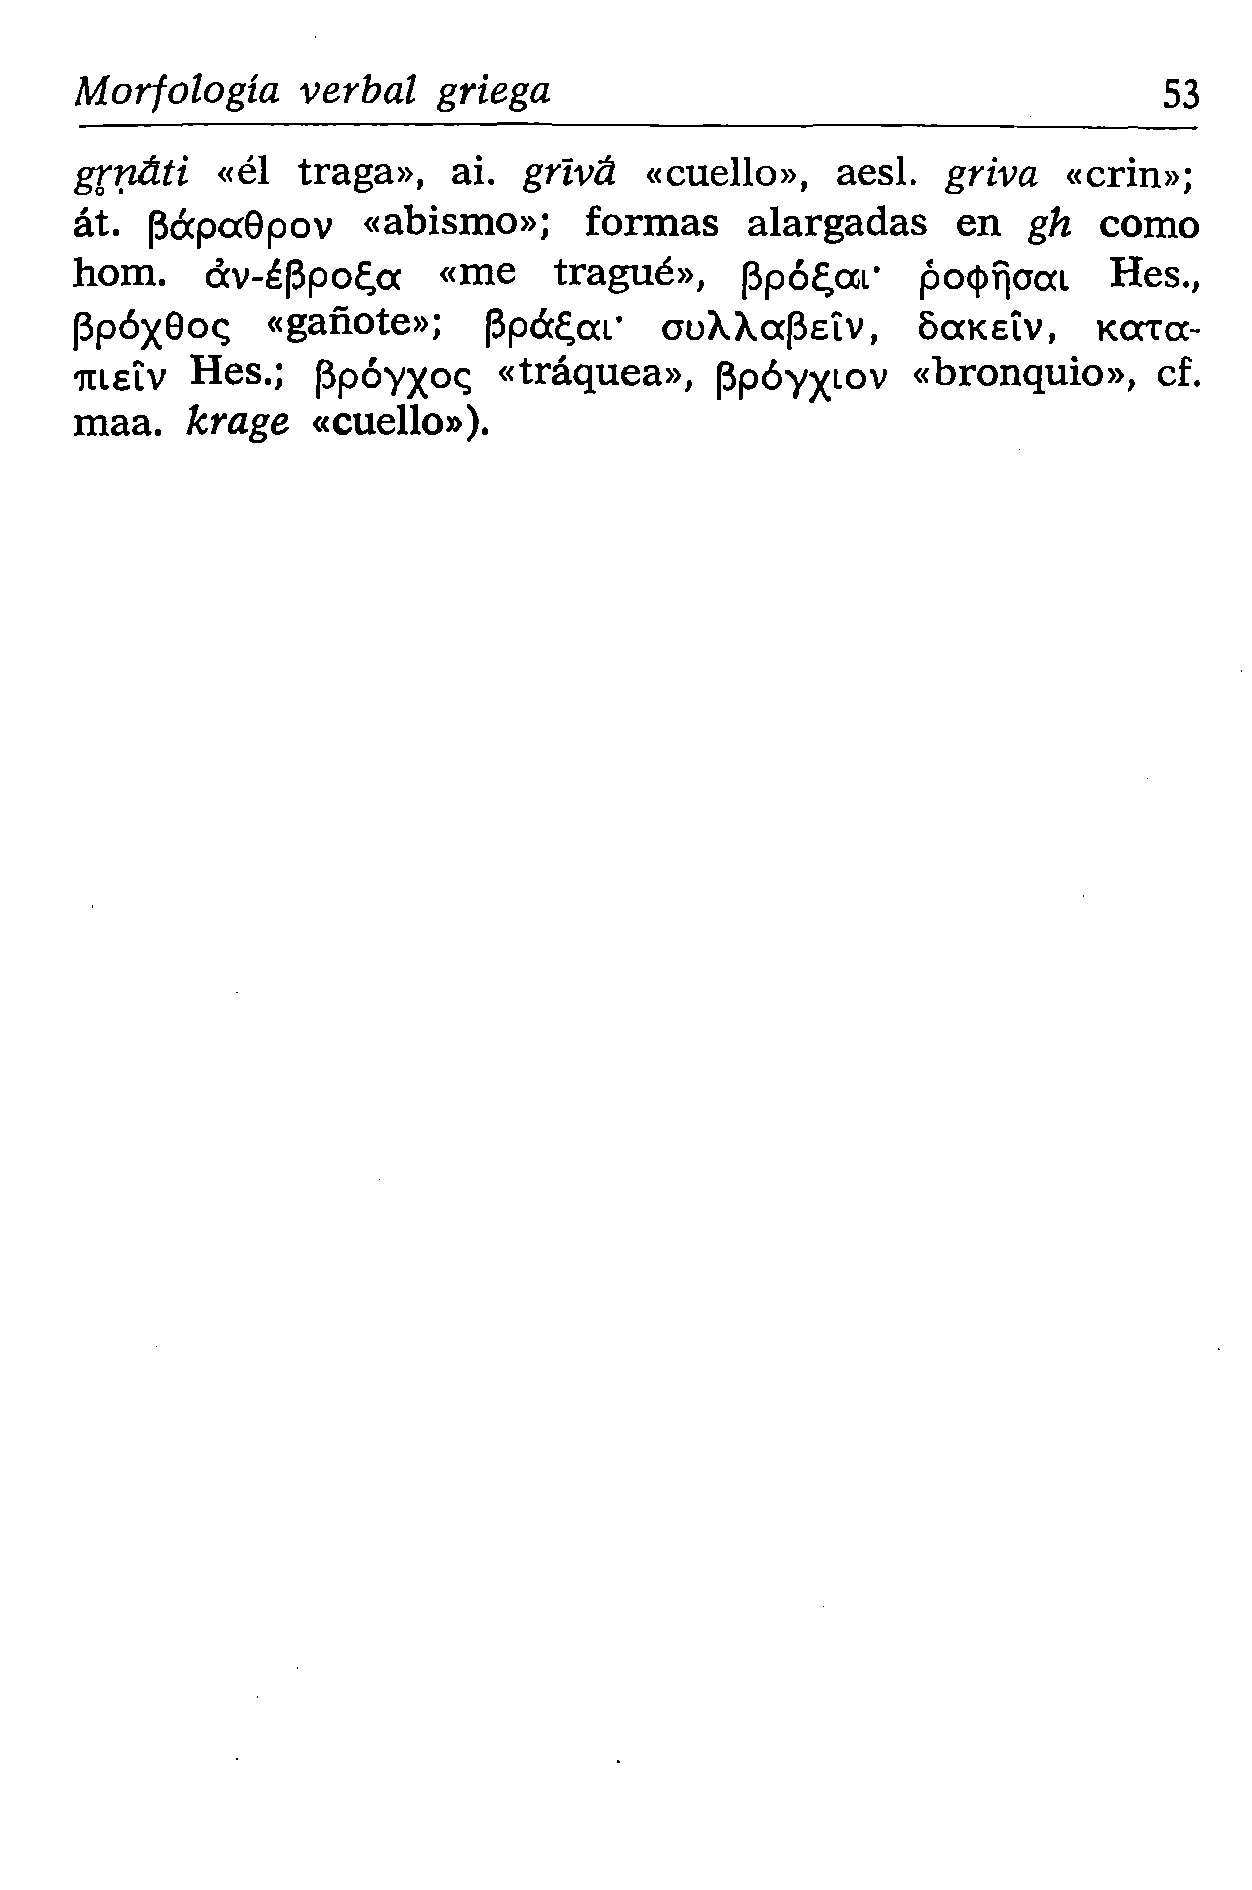 Morfología verbal griega 53
gr̥ṇā́ti «él traga», ai. grīvā́ «cuello», aesl. griva «crin»;
át. βάραθρον «abismo»; formas alargadas en gh como
hom. ἀν-έβροξα «me tragué», βρόξαι· ῥοφῆσαι Hes.,
βρόχθος «gañote»; βράξαι· συλλαβεῖν, δακεῖν, κατα-
πιεῖν Hes.; βρόγχος «tráquea», βρόγχιον «bronquio», cf.
maa. krage «cuello»).